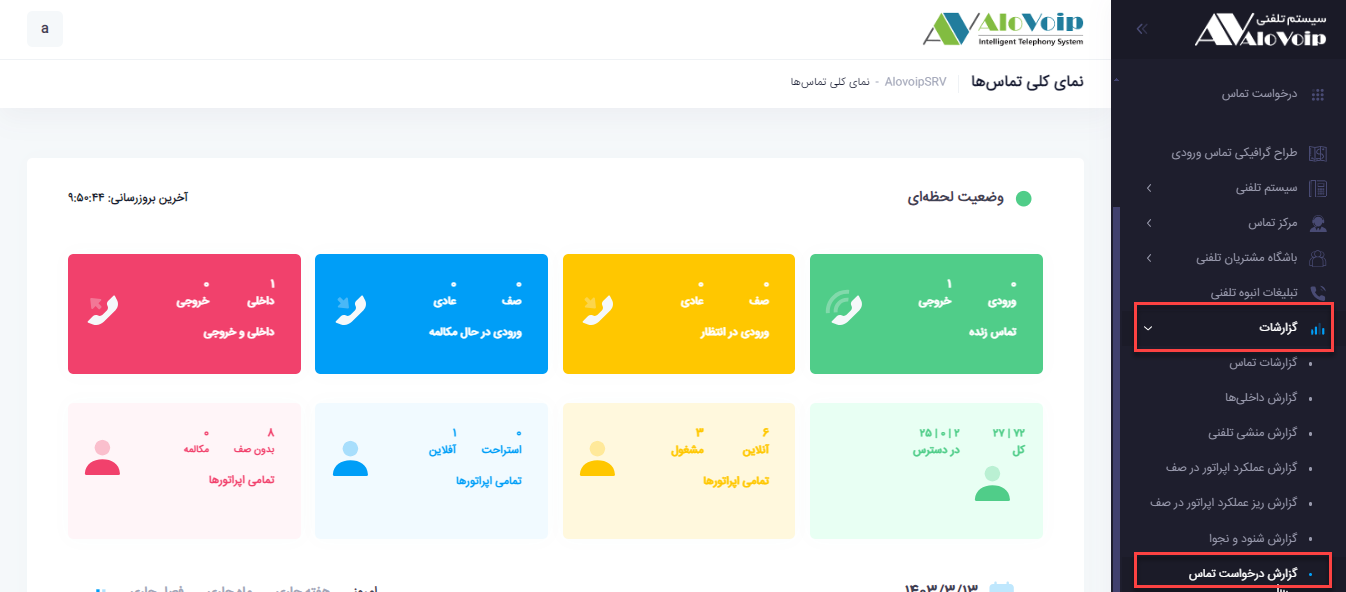 سیستم تلفنی
AloVoip
درخواست تماس
طراح گرافیکی تماس ورودی
سیستم تلفنی
مرکز تماس
باشگاه مشتریان تلفنی
تبلیغات انبوه تلفنی
گزارشات
گزارشات تماس
گزارش داخلی‌ها
گزارش منشی تلفنی
گزارش عملکرد اپراتور در صف
گزارش ریز عملکرد اپراتور در صف
گزارش شنود و نجوا
گزارش درخواست تماس
AloVoip
Intelligent Telephony System
a
نمای کلی تماس‌ها
AlovoipSRV - نمای کلی تماس‌ها
وضعیت لحظه‌ای
آخرین بروزرسانی: ۹:۵۰:۴۴
۰ ۱
ورودی خروجی
تماس زنده
۰ ۰
صف عادی
ورودی در انتظار
۰ ۰
صف عادی
ورودی در حال مکالمه
۱ ۰
داخلی خروجی
داخلی و خروجی
۲۷ | ۷۲ ۲۵ | ۰ | ۲
کل در دسترس
۶ ۳
آنلاین مشغول
تمامی اپراتورها
۰ ۱
استراحت آفلاین
تمامی اپراتورها
۸ ۰
بدون صف مکالمه
تمامی اپراتورها
۱۴۰۳/۳/۱۳
امروز هفته جاری ماه جاری فصل جاری